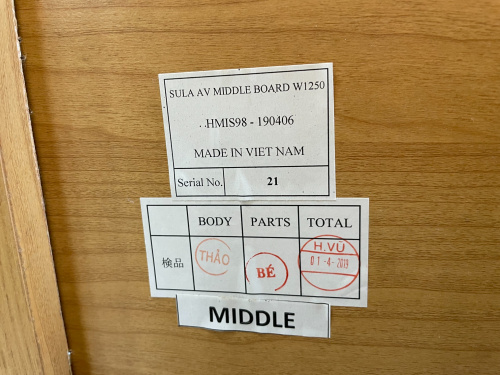 SULA AV MIDDLE BOARD W1250
HMIS98 - 190406
MADE IN VIET NAM
Serial No. 21
BODY PARTS TOTAL
検品 THẢO BÉ H.VŨ
01-4-2019
MIDDLE